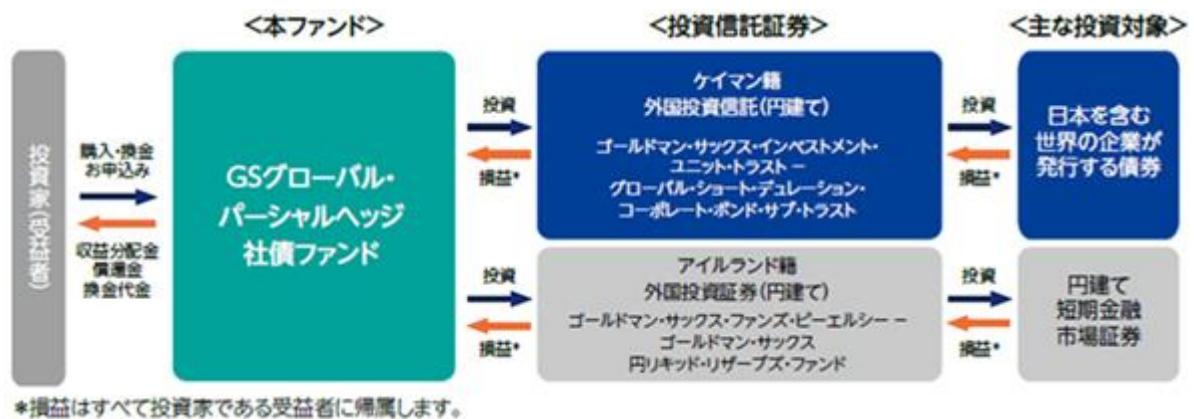 <本ファンド>
<投資信託証券>
<主な投資対象>
投資家(受益者)
購入・換金
お申込み
収益分配金
償還金
換金代金
GSグローバル・
パーシャルヘッジ
社債ファンド
投資
損益*
ケイマン籍
外国投資信託(円建て)
ゴールドマン・サックス・インベストメント・
ユニット・トラスト－
グローバル・ショート・デュレーション・
コーポレート・ボンド・サブ・トラスト
投資
損益*
日本を含む
世界の企業が
発行する債券
投資
損益*
アイルランド籍
外国投資証券(円建て)
ゴールドマン・サックス・ファンズ・ピーエルシー－
ゴールドマン・サックス
円リキッド・リザーブズ・ファンド
投資
損益*
円建て
短期金融
市場証券
*損益はすべて投資家である受益者に帰属します。